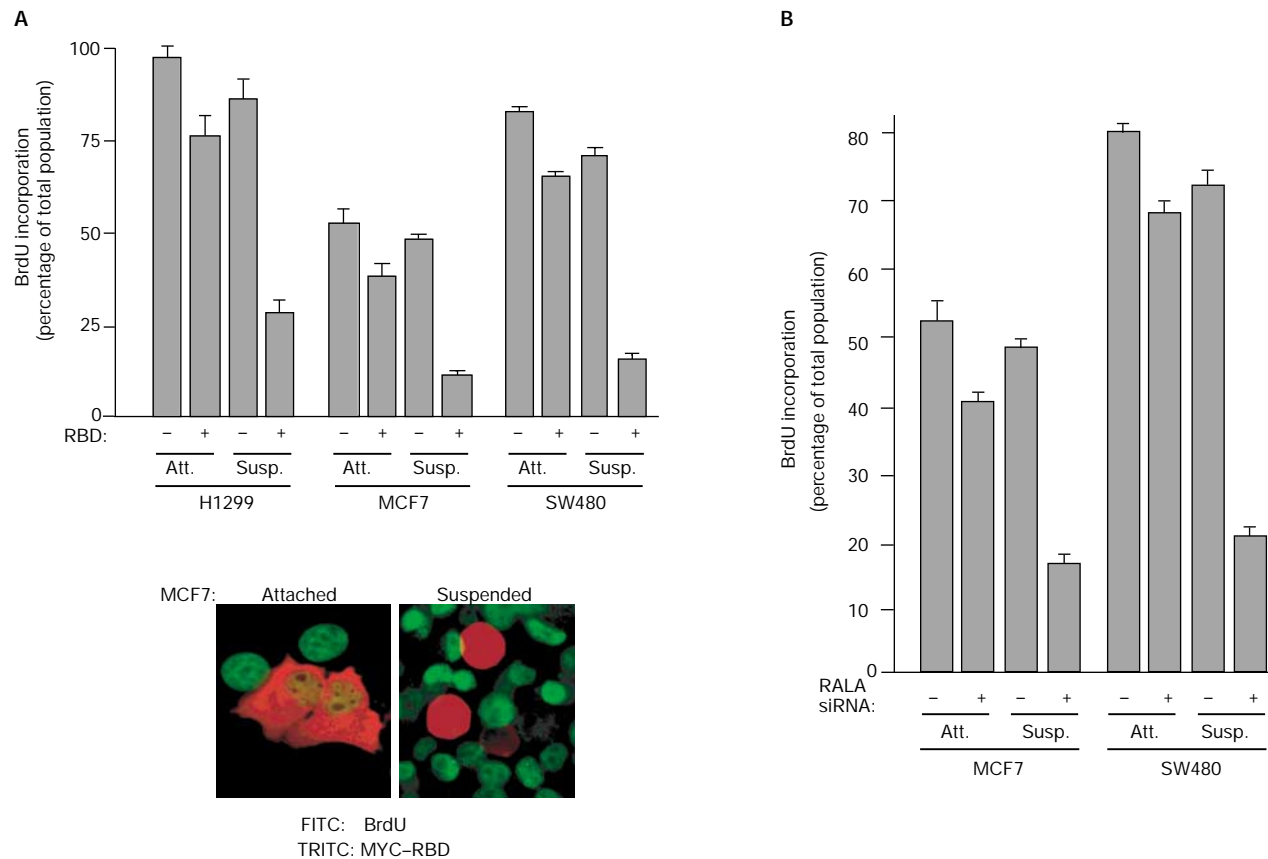 A
BrdU incorporation
(percentage of total population)
100
75
50
25
0
RBD: − + − + − + − + − + − +
Att. Susp. Att. Susp. Att. Susp.
H1299 MCF7 SW480
MCF7: Attached Suspended
FITC: BrdU
TRITC: MYC–RBD
B
BrdU incorporation
(percentage of total population)
80
70
60
50
40
30
20
10
0
RALA
siRNA: − + − + − + − +
Att. Susp. Att. Susp.
MCF7 SW480